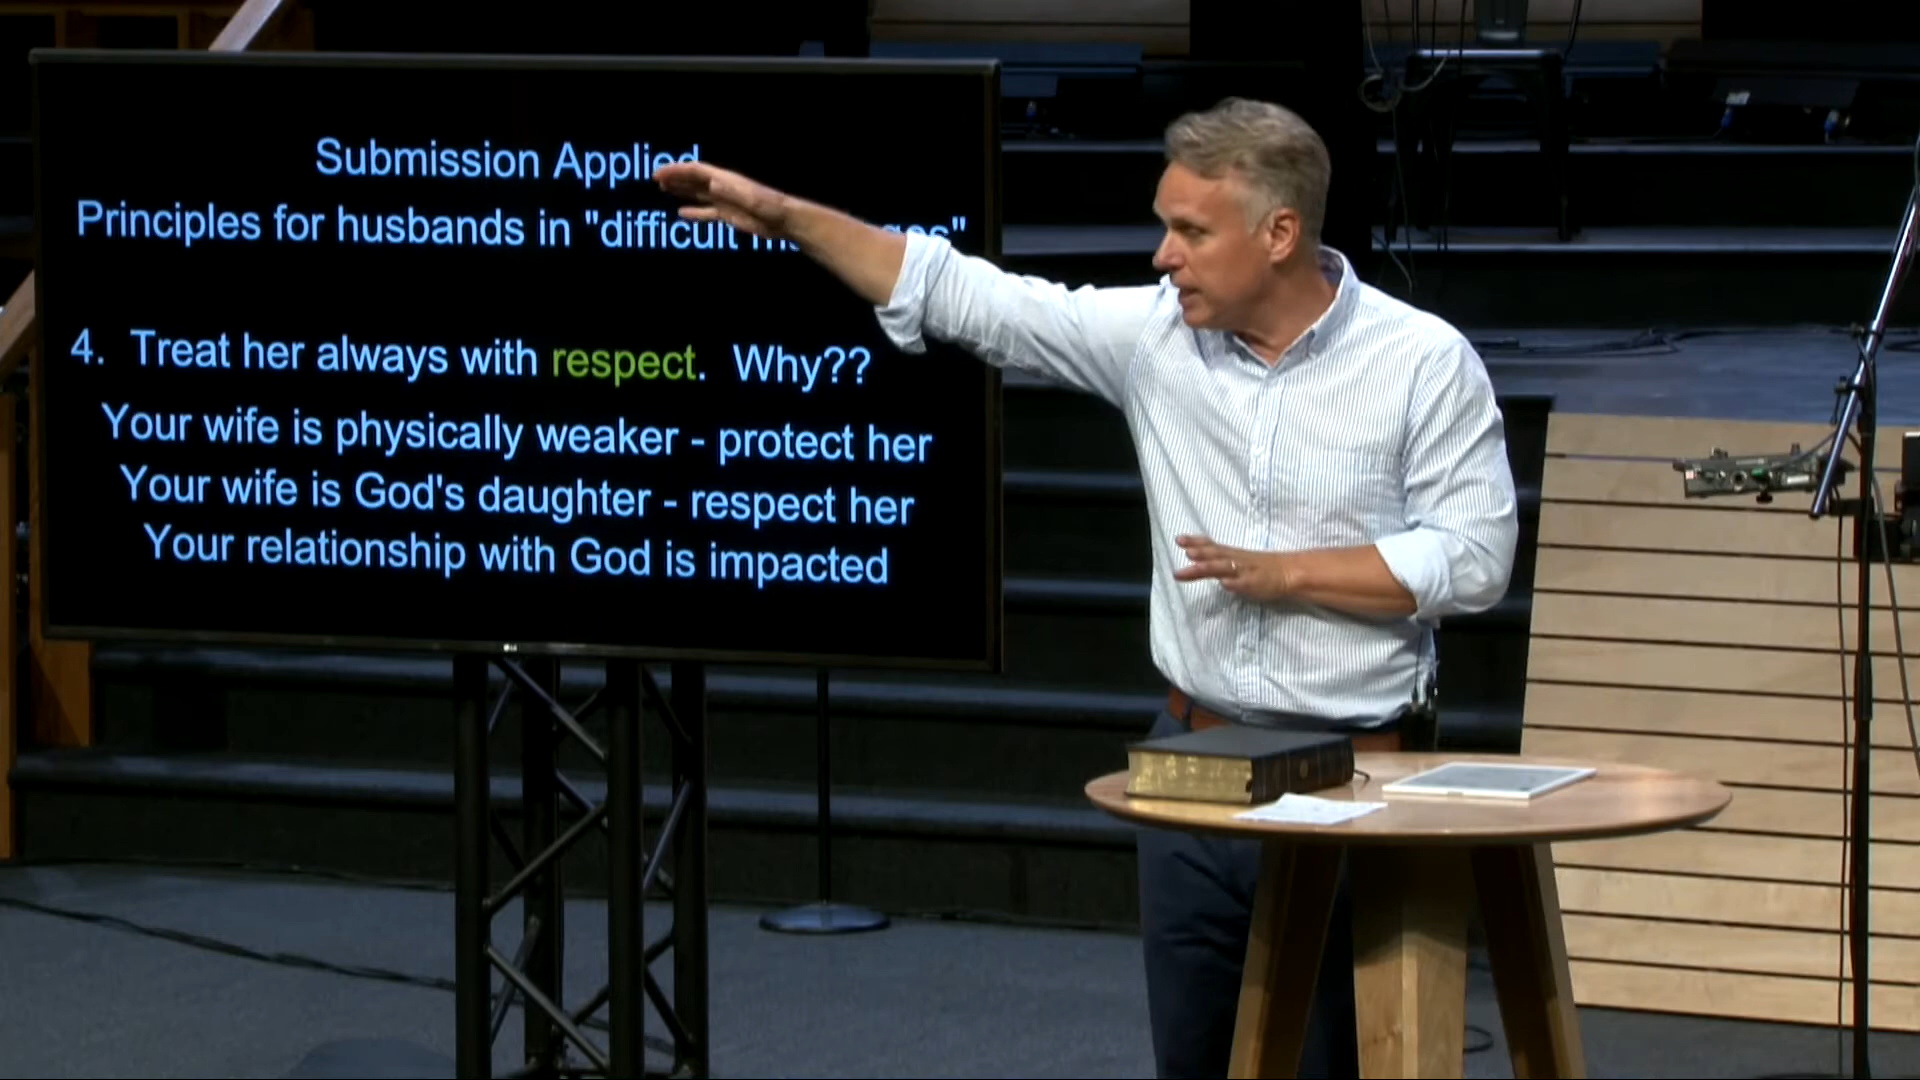 Submission Applied
Principles for husbands in "difficult
4. Treat her always with respect. Why??
Your wife is physically weaker - protect her
Your wife is God's daughter - respect her
Your relationship with God is impacted
LG